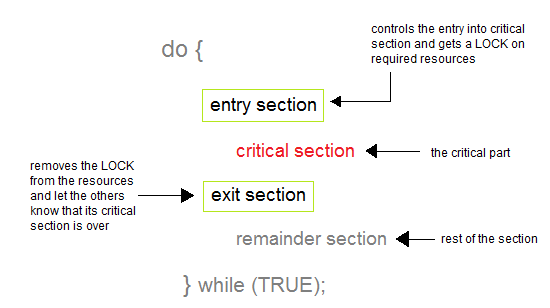 controls the entry into critical
section and gets a LOCK on
required resources
do {
entry section
critical section
the critical part
removes the LOCK
from the resources
and let the others
know that its critical
section is over
exit section
remainder section
rest of the section
} while (TRUE);